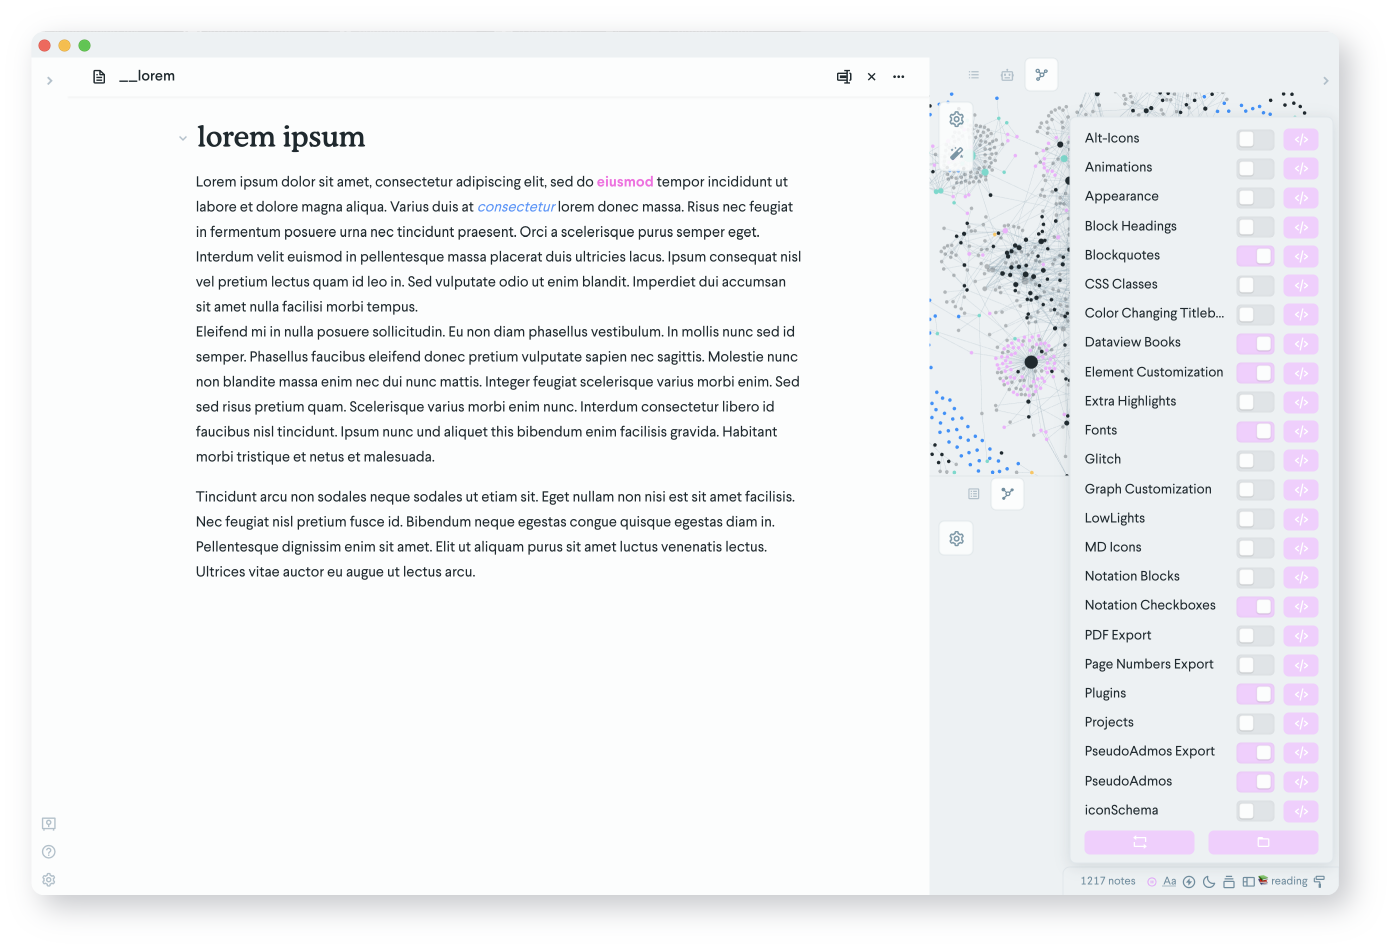 __lorem
lorem ipsum
Lorem ipsum dolor sit amet, consectetur adipiscing elit, sed do eiusmod tempor incididunt ut
labore et dolore magna aliqua. Varius duis at consectetur lorem donec massa. Risus nec feugiat
in fermentum posuere urna nec tincidunt praesent. Orci a scelerisque purus semper eget.
Interdum velit euismod in pellentesque massa placerat duis ultricies lacus. Ipsum consequat nisl
vel pretium lectus quam id leo in. Sed vulputate odio ut enim blandit. Imperdiet dui accumsan
sit amet nulla facilisi morbi tempus.
Eleifend mi in nulla posuere sollicitudin. Eu non diam phasellus vestibulum. In mollis nunc sed id
semper. Phasellus faucibus eleifend donec pretium vulputate sapien nec sagittis. Molestie nunc
non blandite massa enim nec dui nunc mattis. Integer feugiat scelerisque varius morbi enim. Sed
sed risus pretium quam. Scelerisque varius morbi enim nunc. Interdum consectetur libero id
faucibus nisl tincidunt. Ipsum nunc und aliquet this bibendum enim facilisis gravida. Habitant
morbi tristique et netus et malesuada.
Tincidunt arcu non sodales neque sodales ut etiam sit. Eget nullam non nisi est sit amet facilisis.
Nec feugiat nisl pretium fusce id. Bibendum neque egestas congue quisque egestas diam in.
Pellentesque dignissim enim sit amet. Elit ut aliquam purus sit amet luctus venenatis lectus.
Ultrices vitae auctor eu augue ut lectus arcu.
Alt-Icons
Animations
Appearance
Block Headings
Blockquotes
CSS Classes
Color Changing Titleb...
Dataview Books
Element Customization
Extra Highlights
Fonts
Glitch
Graph Customization
LowLights
MD Icons
Notation Blocks
Notation Checkboxes
PDF Export
Page Numbers Export
Plugins
Projects
PseudoAdmos Export
PseudoAdmos
iconSchema
1217 notes Aa reading